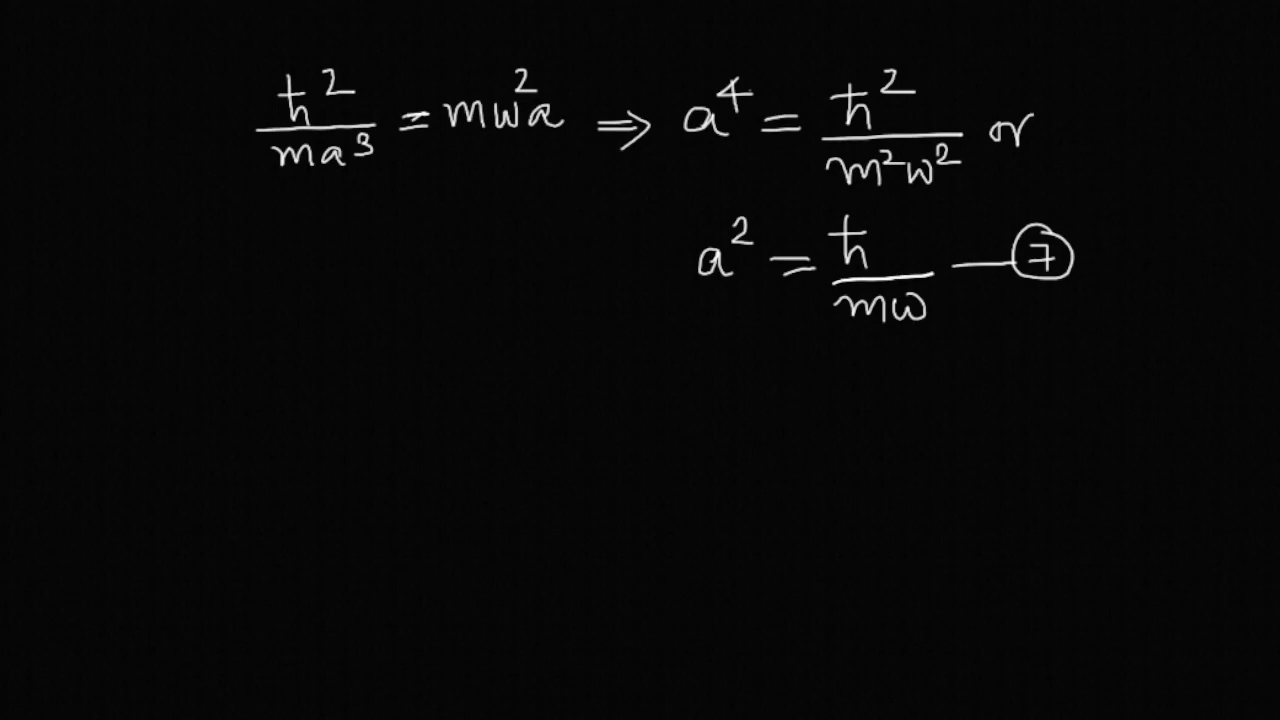 ħ²/ma³ = mω²a ⇒ a⁴ = ħ²/m²ω² or
a² = ħ/mω — ⑦